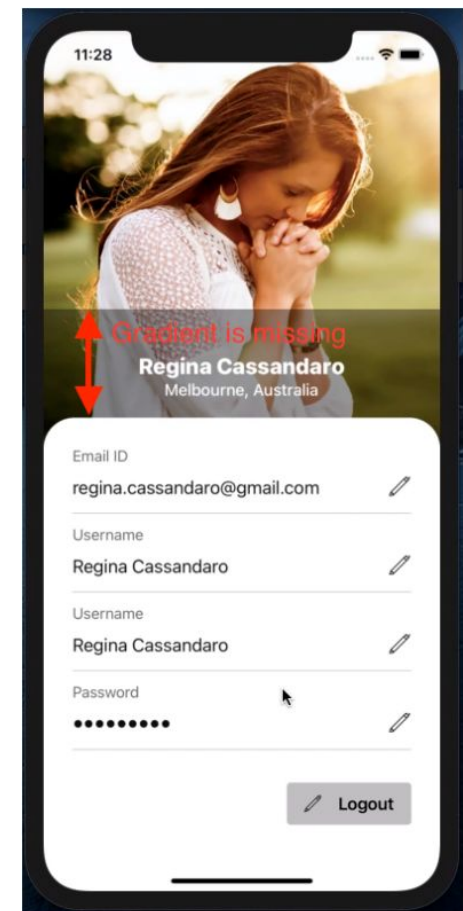 11:28
Gradient is missing
Regina Cassandaro
Melbourne, Australia
Email ID
regina.cassandaro@gmail.com
Username
Regina Cassandaro
Username
Regina Cassandaro
Password
•••••••••
Logout